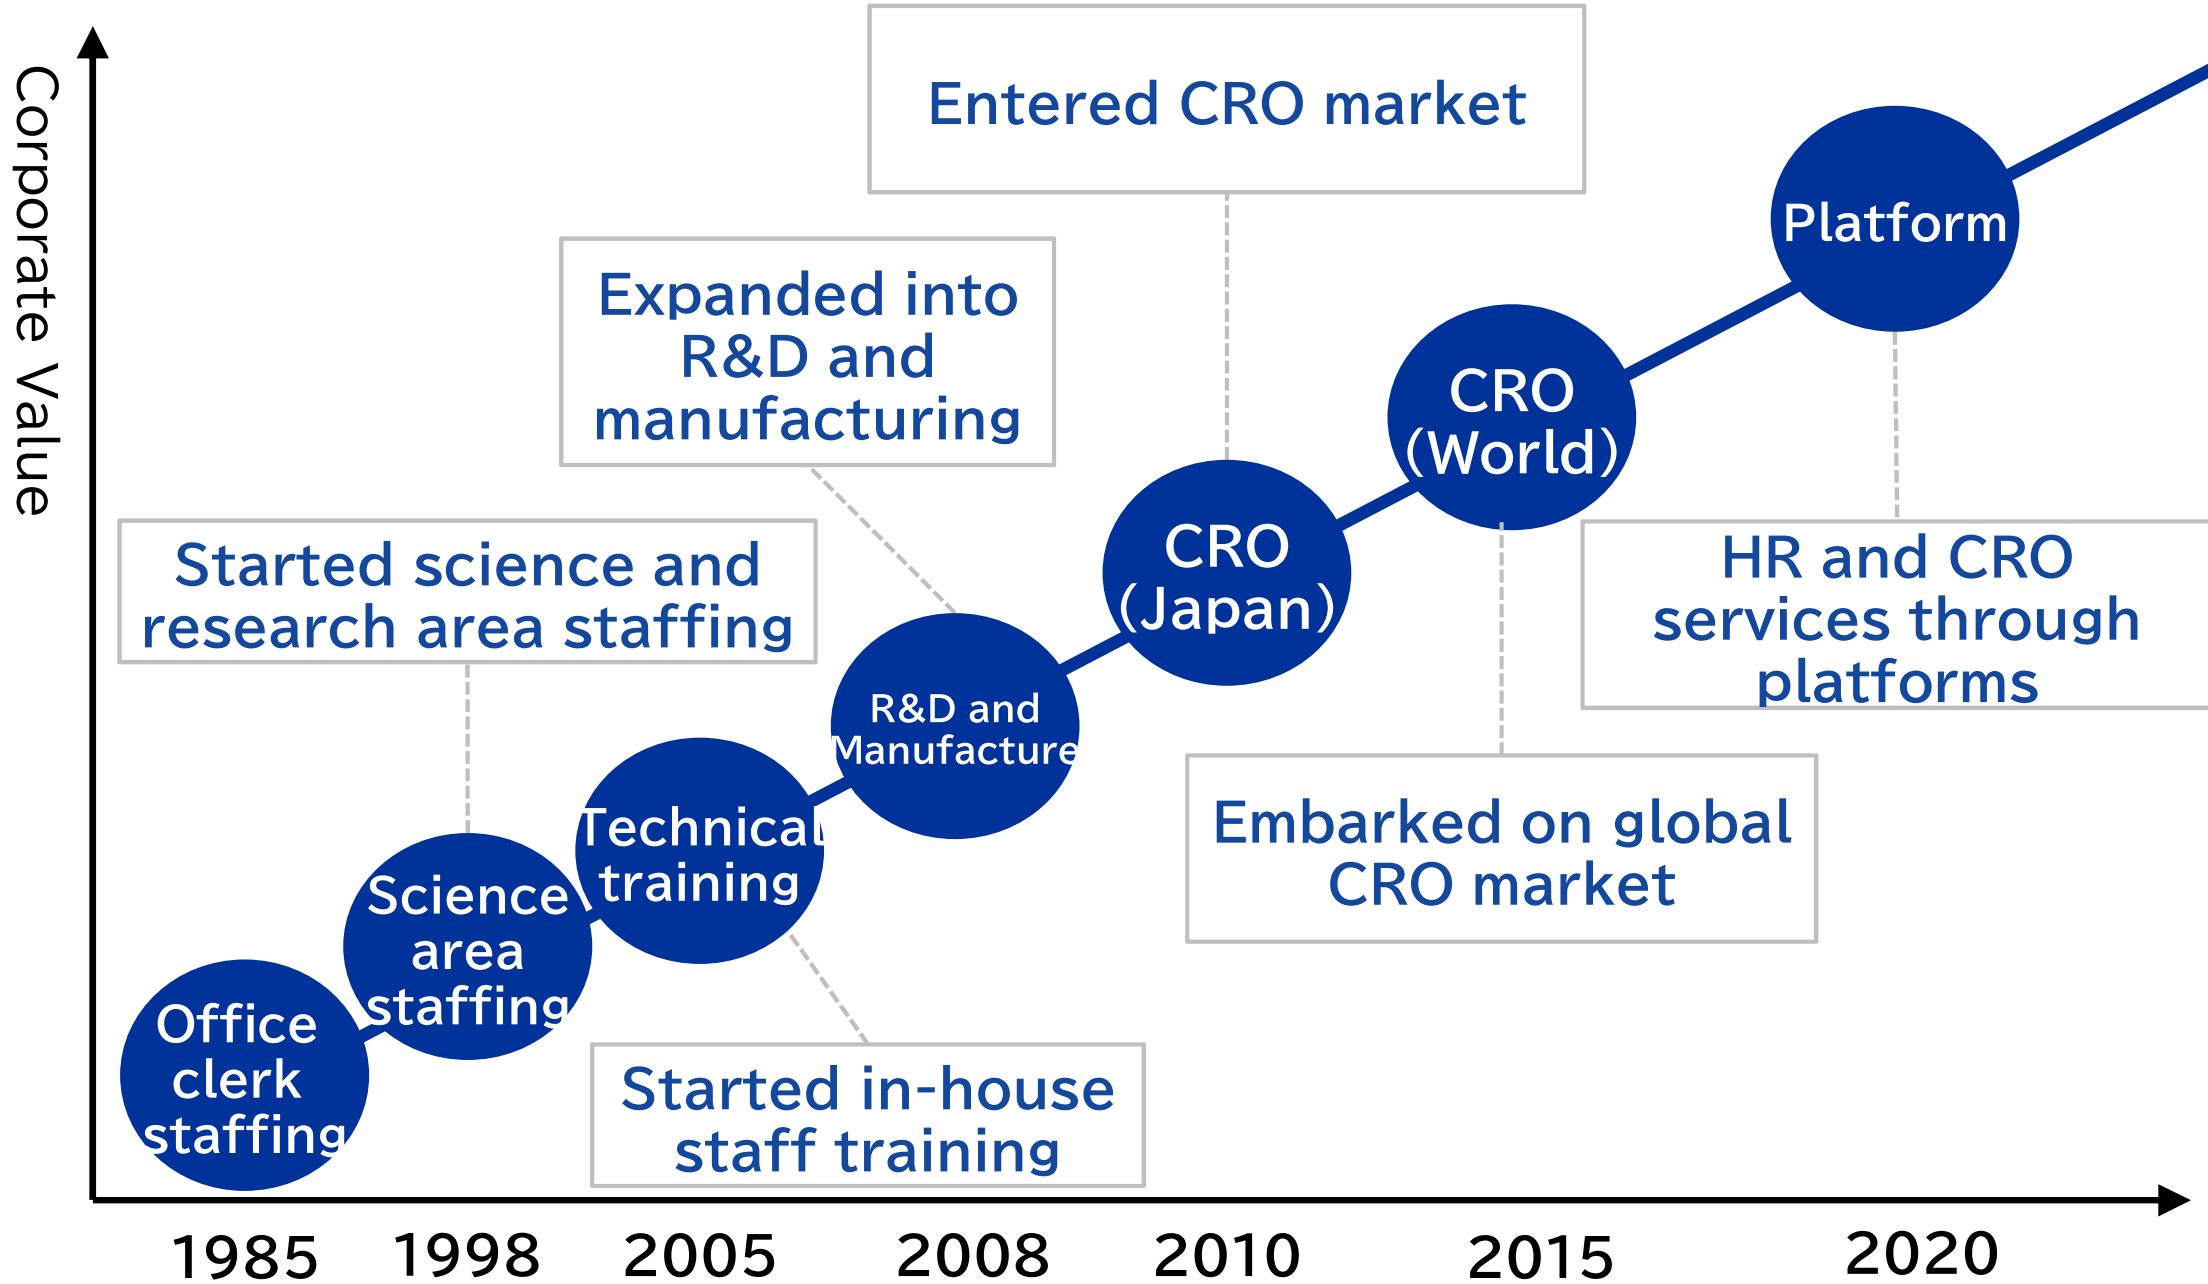 Corporate Value
Entered CRO market
Platform
Expanded into
R&D and
manufacturing
CRO
(World)
Started science and
research area staffing
CRO
(Japan)
HR and CRO
services through
platforms
R&D and
Manufacture
Technical
training
Embarked on global
CRO market
Science
area
staffing
Office
clerk
staffing
Started in-house
staff training
1985
1998
2005
2008
2010
2015
2020